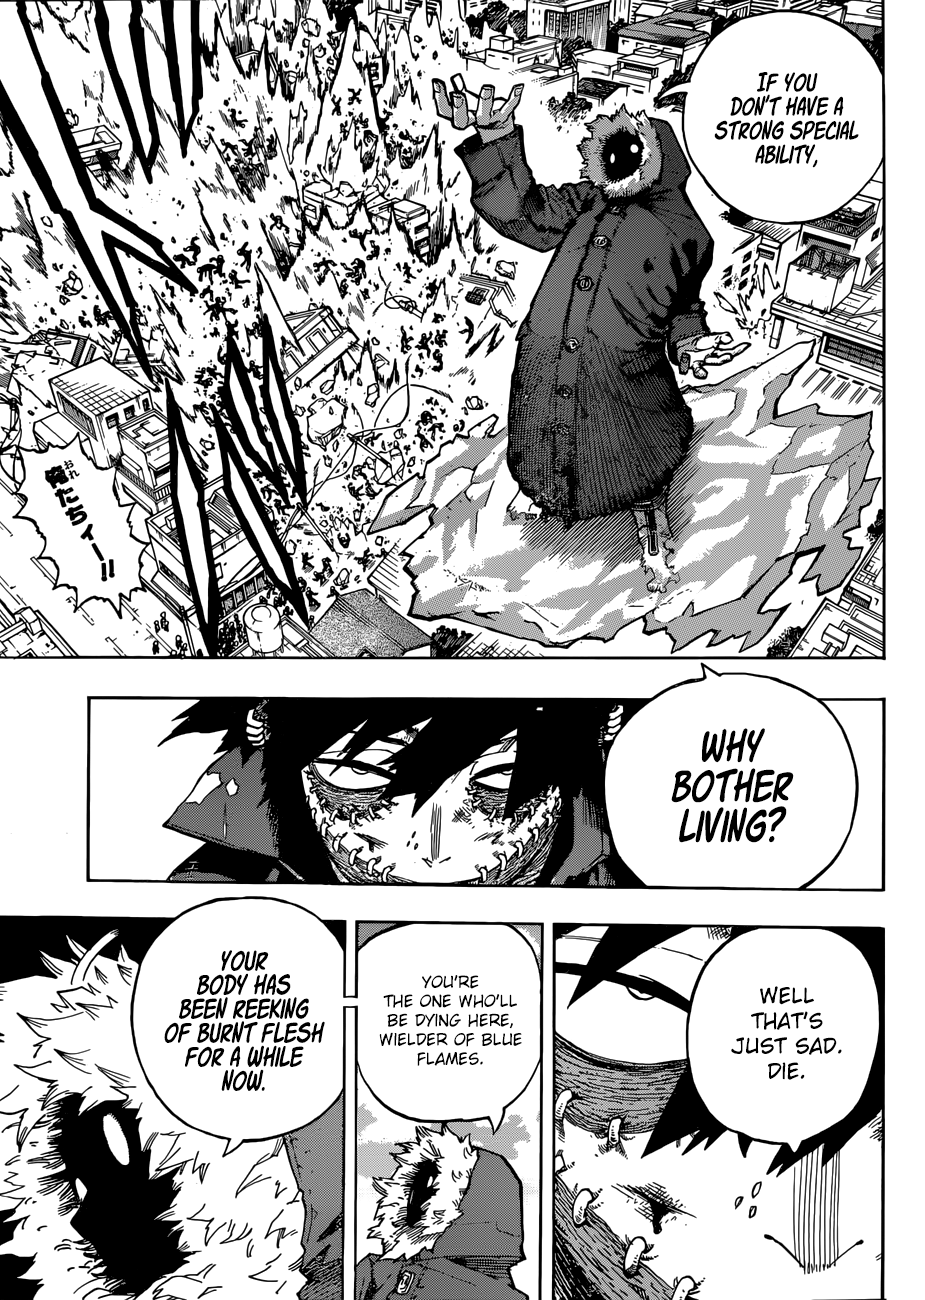 IF YOU
DON'T HAVE A
STRONG SPECIAL
ABILITY,
俺たちィー!!
おれ
WHY
BOTHER
LIVING?
WELL
THAT'S
JUST SAD.
DIE.
YOU'RE
THE ONE WHO'LL
BE DYING HERE,
WIELDER OF BLUE
FLAMES.
YOUR
BODY HAS
BEEN REEKING
OF BURNT FLESH
FOR A WHILE
NOW.